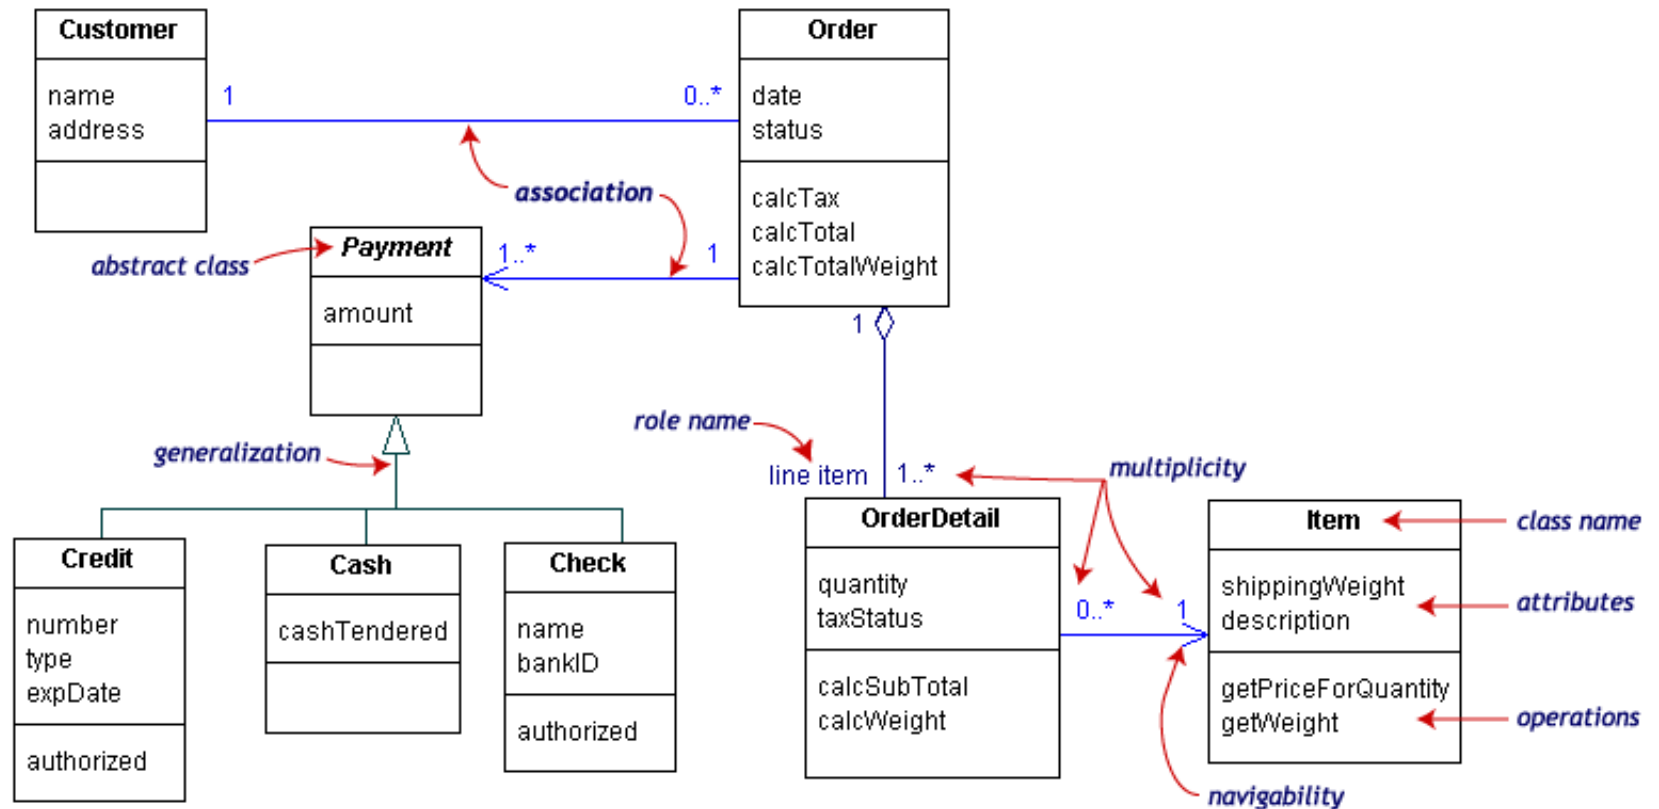 Customer
name
address
1
0..*
Order
date
status
calcTax
calcTotal
calcTotalWeight
association
abstract class
Payment
amount
1..*
1
1
generalization
role name
line item
1..*
multiplicity
Credit
number
type
expDate
authorized
Cash
cashTendered
Check
name
bankID
authorized
OrderDetail
quantity
taxStatus
calcSubTotal
calcWeight
0..*
1
Item
shippingWeight
description
getPriceForQuantity
getWeight
class name
attributes
operations
navigability